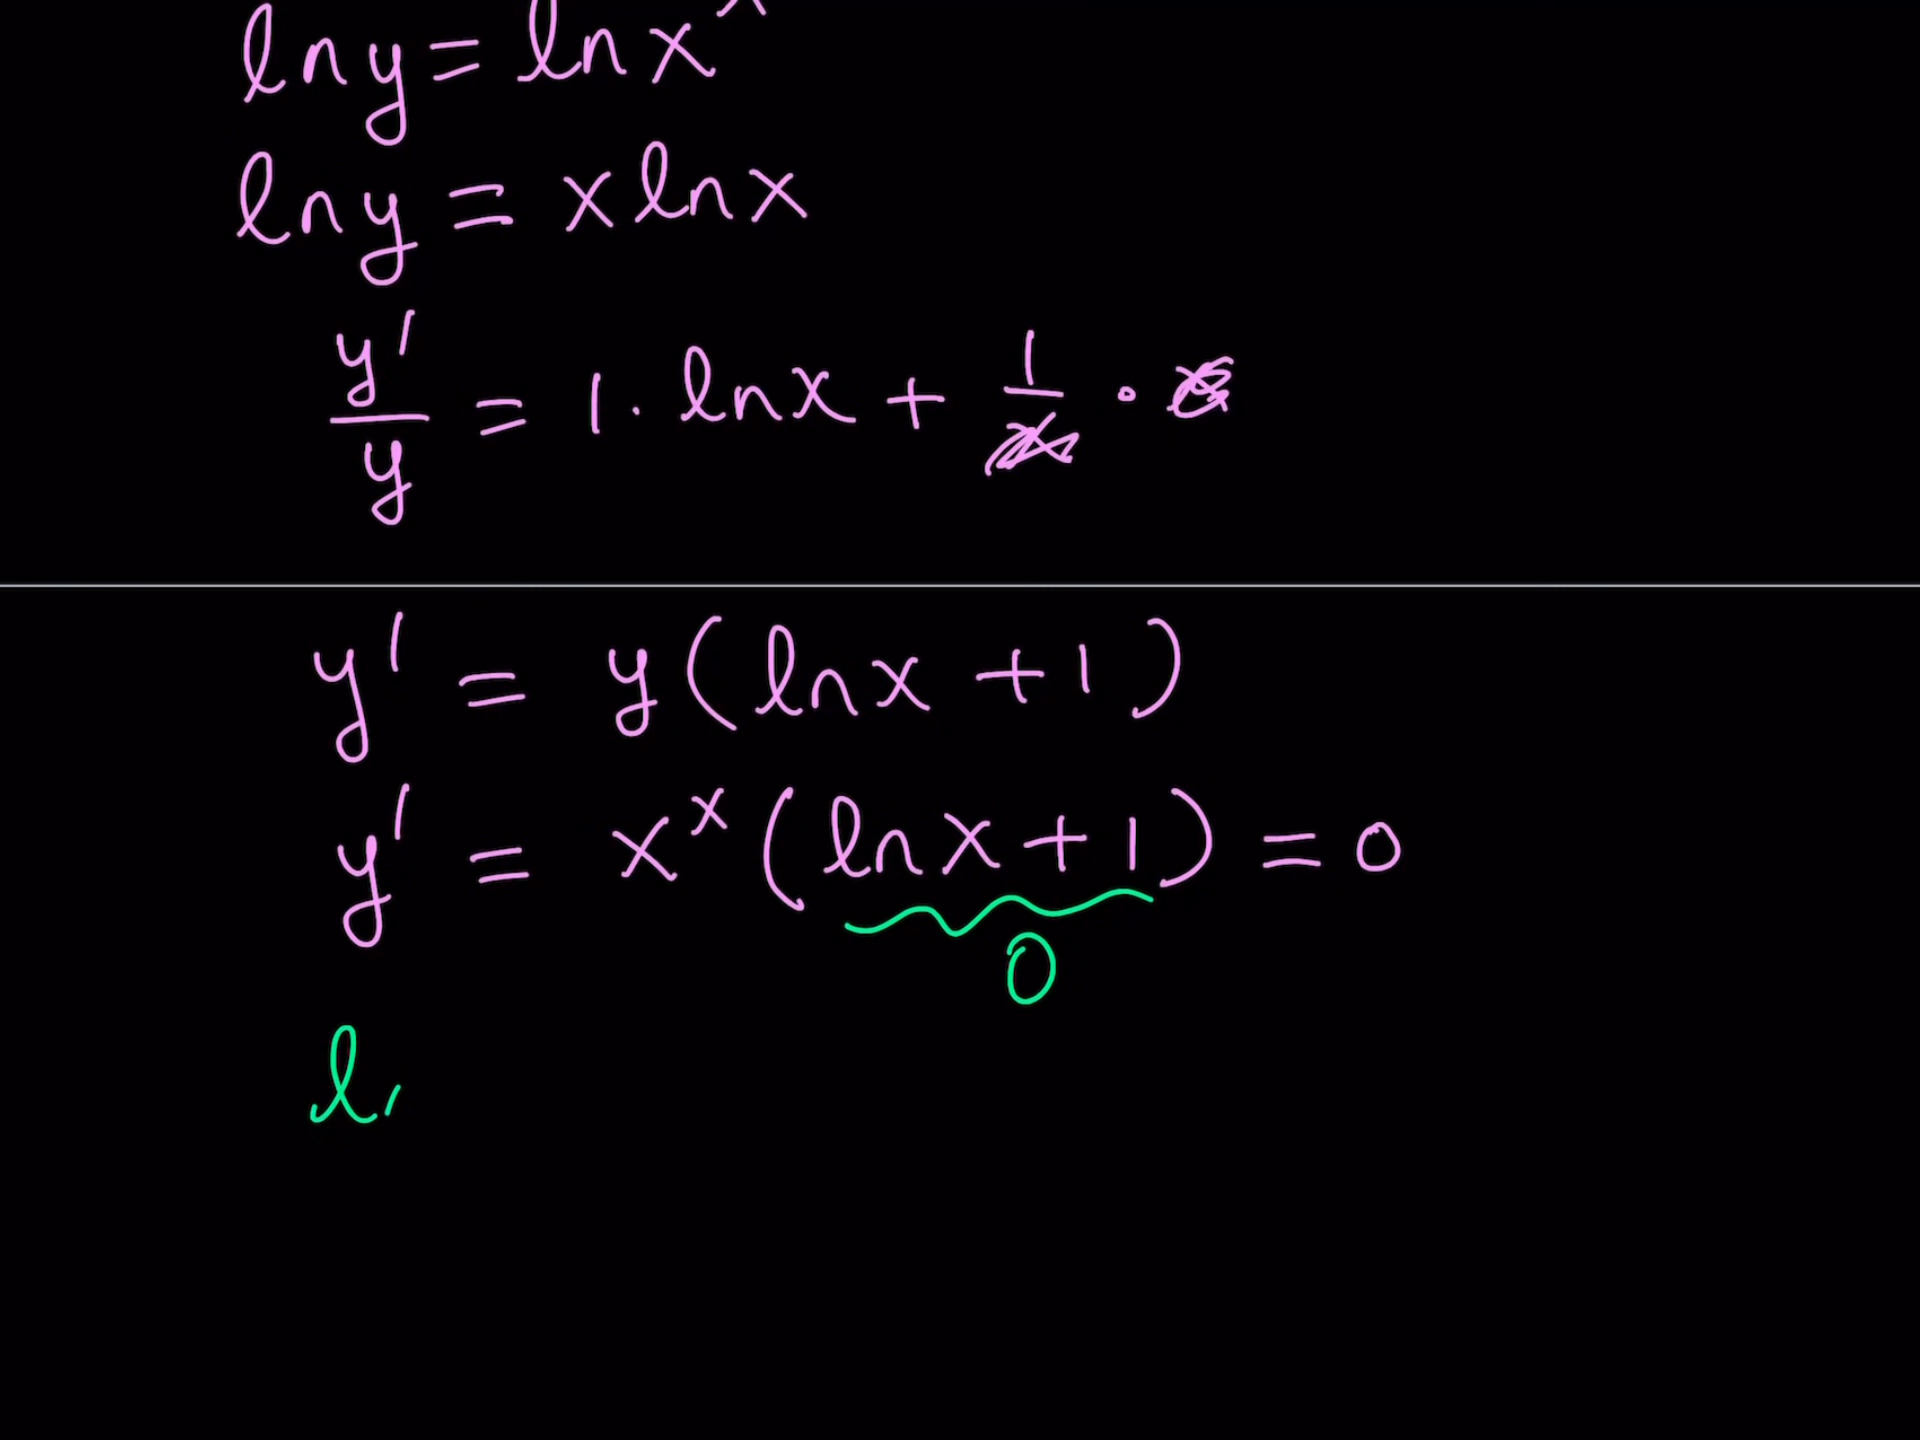 ln y = ln x^x
ln y = x ln x
y'/y = 1 · ln x + 1/x · x
y' = y (ln x + 1)
y' = x^x (ln x + 1) = 0
0
l